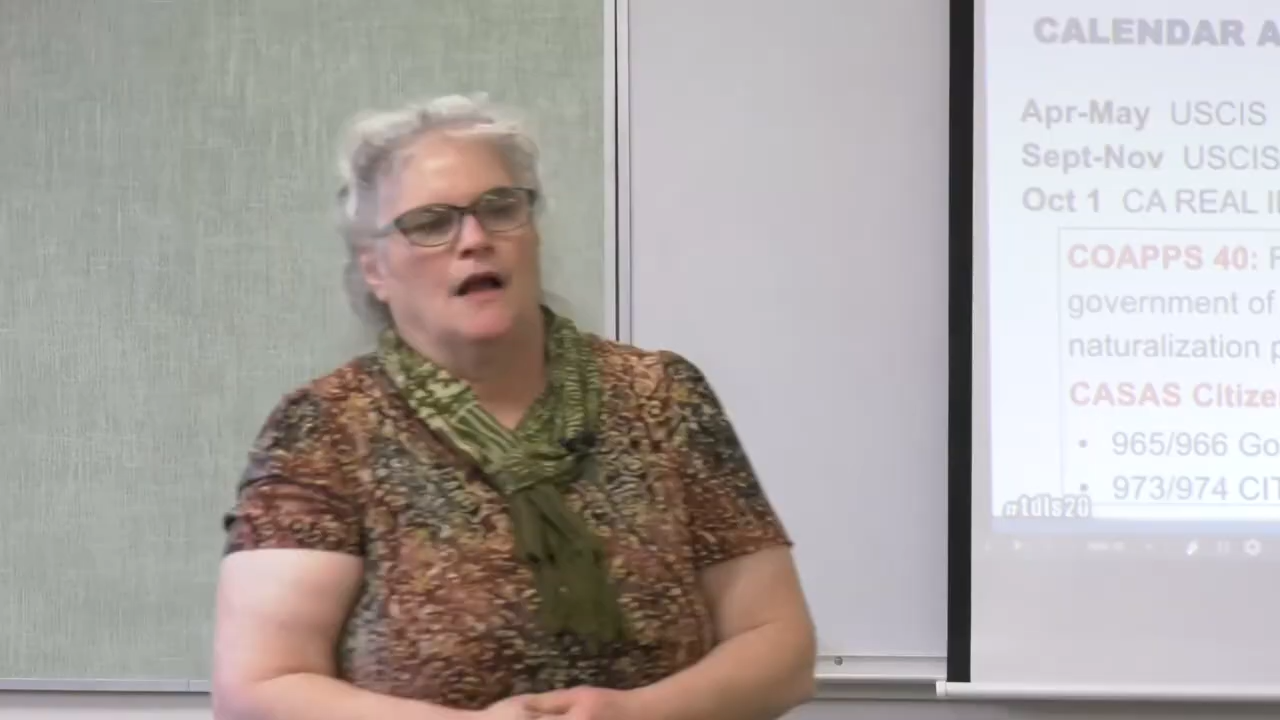 CALENDAR A
Apr-May USCIS
Sept-Nov USCIS
Oct 1 CA REAL I
COAPPS 40:
government of
naturalization
CASAS Citize
• 965/966 Go
• 973/974 CIT
#tdls20